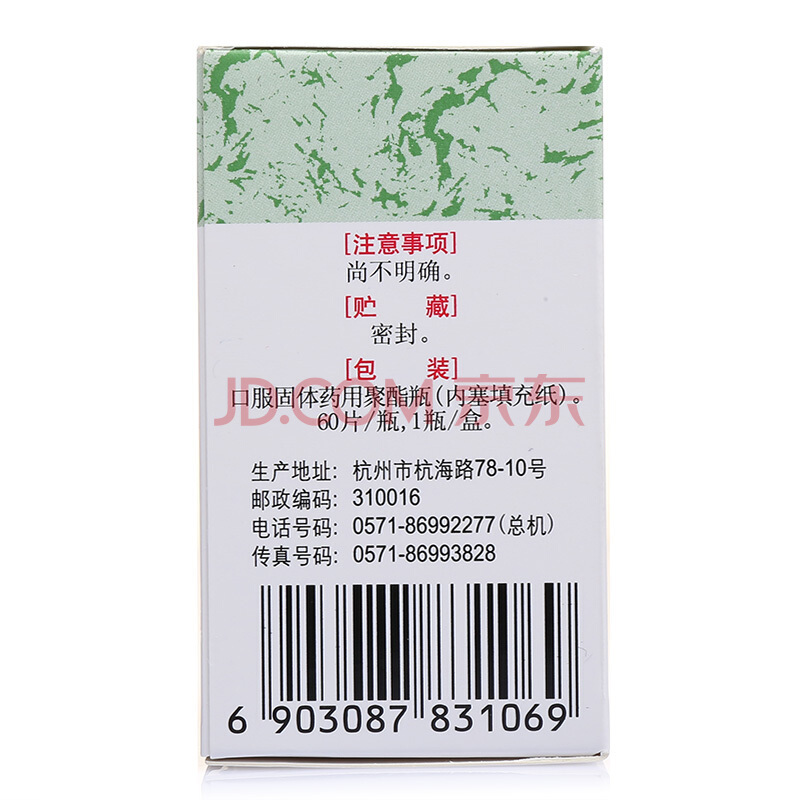 [注意事项]
尚不明确。
[贮 藏]
密封。
[包 装]
口服固体药用聚酯瓶(内塞填充纸)。
JD.COM 京东
60片/瓶,1瓶/盒。
生产地址: 杭州市杭海路78-10号
邮政编码: 310016
电话号码: 0571-86992277(总机)
传真号码: 0571-86993828
6 903087 831069